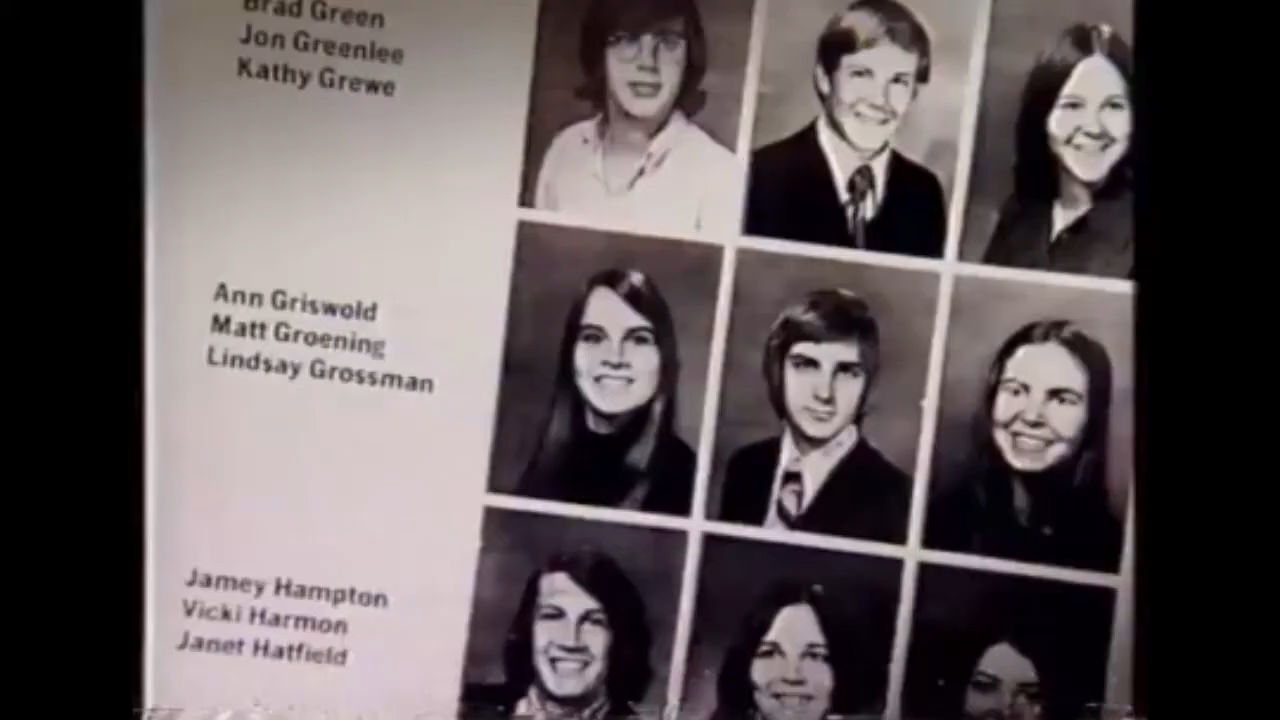 Brad Green
Jon Greenlee
Kathy Grewe
Ann Griswold
Matt Groening
Lindsay Grossman
Jamey Hampton
Vicki Harmon
Janet Hatfield